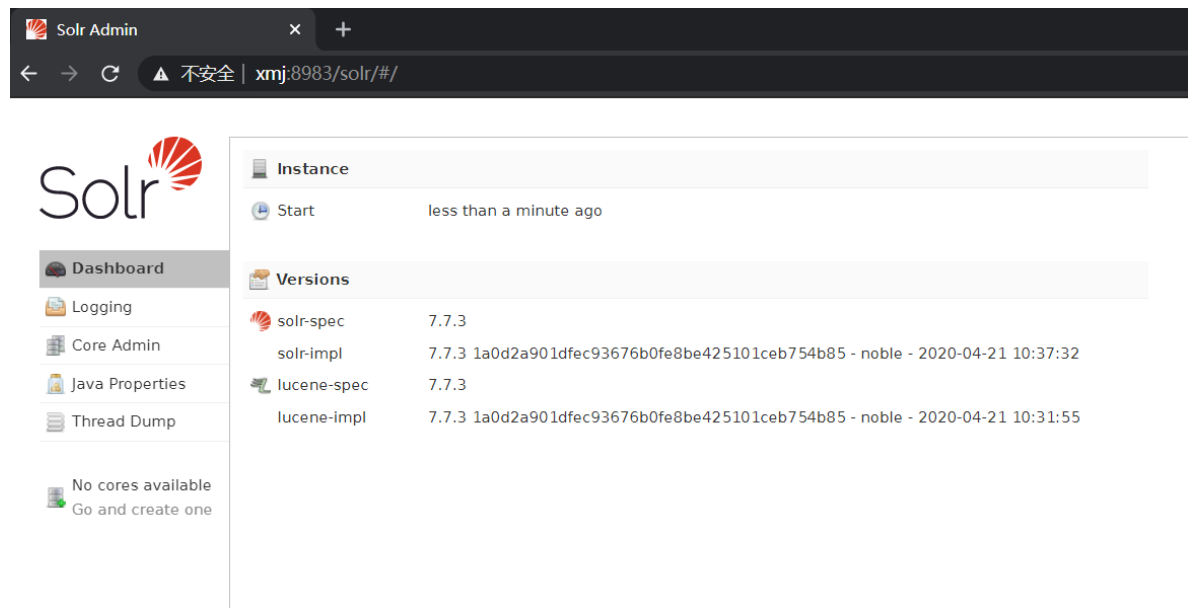 Solr Admin
不安全 | xmj:8983/solr/#/
Solr
Dashboard
Logging
Core Admin
Java Properties
Thread Dump
No cores available
Go and create one
Instance
Start less than a minute ago
Versions
solr-spec 7.7.3
solr-impl 7.7.3 1a0d2a901dfec93676b0fe8be425101ceb754b85 - noble - 2020-04-21 10:37:32
lucene-spec 7.7.3
lucene-impl 7.7.3 1a0d2a901dfec93676b0fe8be425101ceb754b85 - noble - 2020-04-21 10:31:55